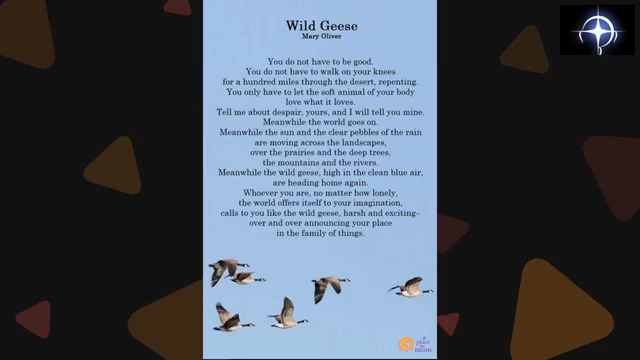 Wild Geese
Mary Oliver
You do not have to be good.
You do not have to walk on your knees
for a hundred miles through the desert, repenting.
You only have to let the soft animal of your body
love what it loves.
Tell me about despair, yours, and I will tell you mine.
Meanwhile the world goes on.
Meanwhile the sun and the clear pebbles of the rain
are moving across the landscapes,
over the prairies and the deep trees,
the mountains and the rivers.
Meanwhile the wild geese, high in the clean blue air,
are heading home again.
Whoever you are, no matter how lonely,
the world offers itself to your imagination,
calls to you like the wild geese, harsh and exciting–
over and over announcing your place
in the family of things.
a
place for
mom